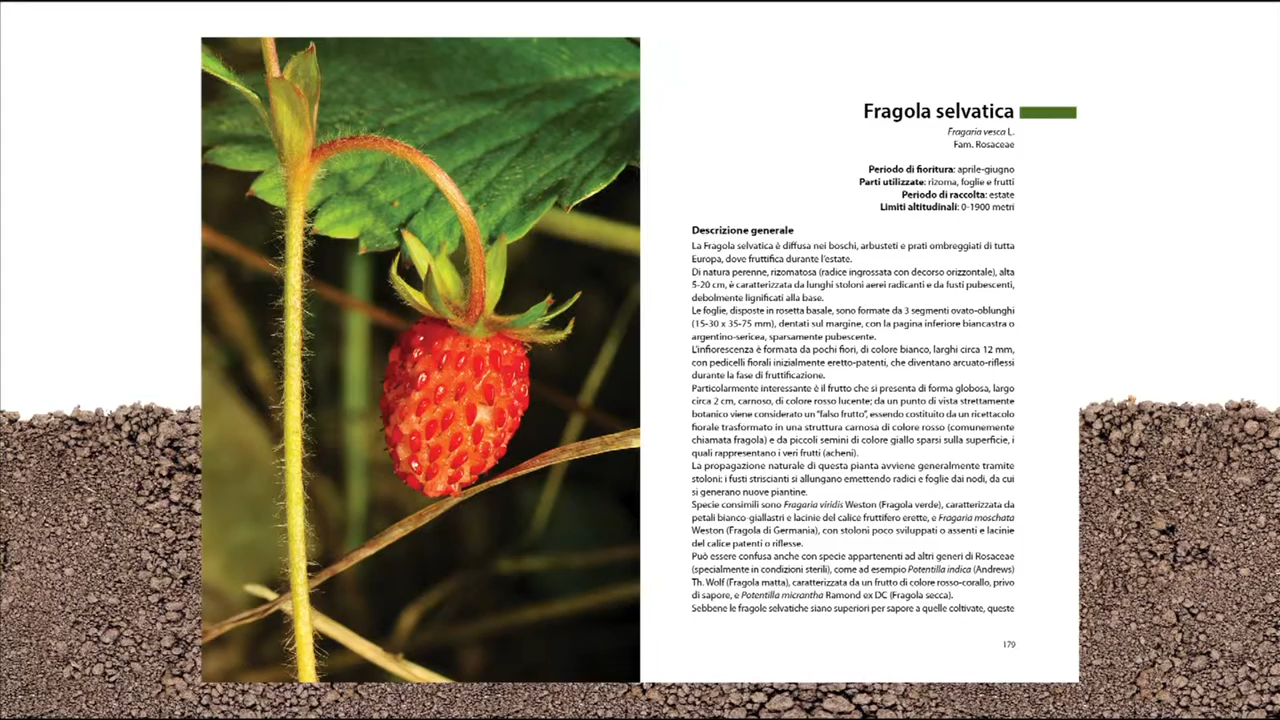 Fragola selvatica
Fragaria vesca L.
Fam. Rosaceae
Periodo di fioritura: aprile-giugno
Parti utilizzate: rizoma, foglie e frutti
Periodo di raccolta: estate
Limiti altitudinali: 0-1900 metri
Descrizione generale
La Fragola selvatica è diffusa nei boschi, arbusteti e prati ombreggiati di tutta
Europa, dove fruttifica durante l'estate.
Di natura perenne, rizomatosa (radice ingrossata con decorso orizzontale), alta
5-20 cm, è caratterizzata da lunghi stoloni aerei radicanti e da fusti pubescenti,
debolmente lignificati alla base.
Le foglie, disposte in rosetta basale, sono formate da 3 segmenti ovato-oblunghi
(15-30 x 35-75 mm), dentati sul margine, con la pagina inferiore biancastra o
argentino-sericea, sparsamente pubescente.
L'infiorescenza è formata da pochi fiori, di colore bianco, larghi circa 12 mm,
con pedicelli fiorali inizialmente eretto-patenti, che diventano arcuato-riflessi
durante la fase di fruttificazione.
Particolarmente interessante è il frutto che si presenta di forma globosa, largo
circa 2 cm, carnoso, di colore rosso lucente; da un punto di vista strettamente
botanico viene considerato un "falso frutto", essendo costituito da un ricettacolo
fiorale trasformato in una struttura carnosa di colore rosso (comunemente
chiamata fragola) e da piccoli semini di colore giallo sparsi sulla superficie, i
quali rappresentano i veri frutti (acheni).
La propagazione naturale di questa pianta avviene generalmente tramite
stoloni: i fusti striscianti si allungano emettendo radici e foglie dai nodi, da cui
si generano nuove piantine.
Specie consimili sono Fragaria viridis Weston (Fragola verde), caratterizzata da
petali bianco-giallastri e lacinie del calice fruttifero erette, e Fragaria moschata
Weston (Fragola di Germania), con stoloni poco sviluppati o assenti e lacinie
del calice patenti o riflesse.
Può essere confusa anche con specie appartenenti ad altri generi di Rosaceae
(specialmente in condizioni sterili), come ad esempio Potentilla indica (Andrews)
Th. Wolf (Fragola matta), caratterizzata da un frutto di colore rosso-corallo, privo
di sapore, e Potentilla micrantha Ramond ex DC (Fragola secca).
Sebbene le fragole selvatiche siano superiori per sapore a quelle coltivate, queste
179